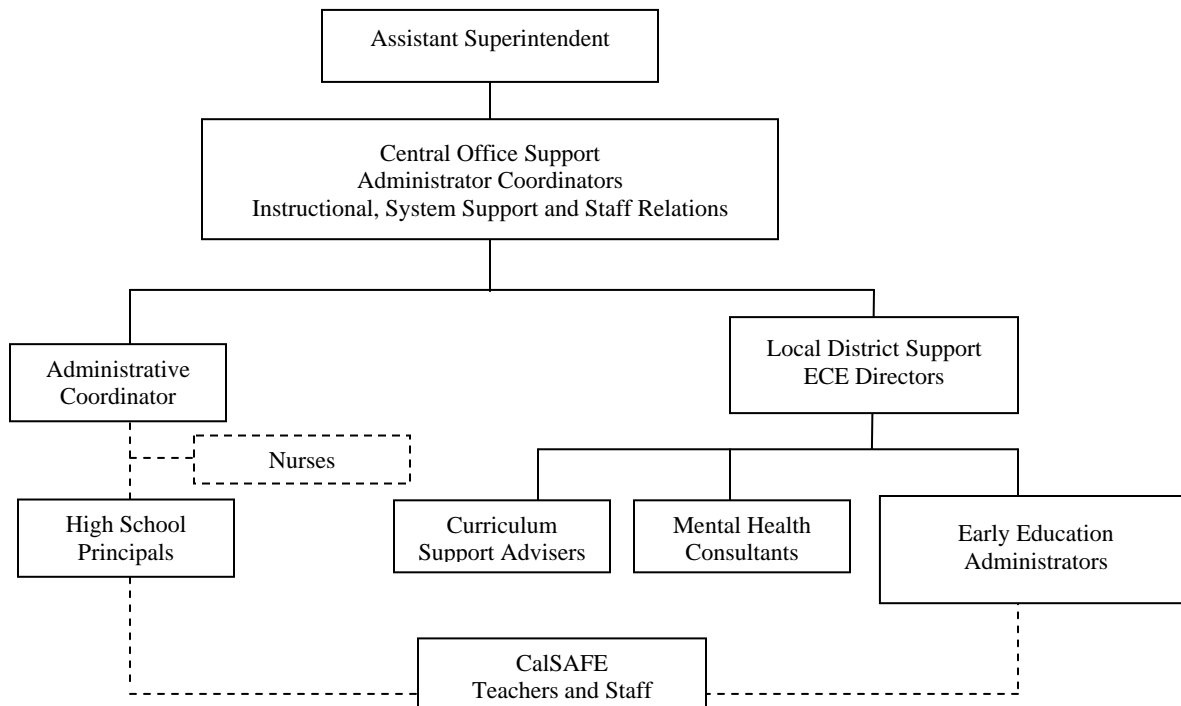 Assistant Superintendent
Central Office Support
Administrator Coordinators
Instructional, System Support and Staff Relations
Administrative
Coordinator
Local District Support
ECE Directors
Nurses
High School
Principals
Curriculum
Support Advisers
Mental Health
Consultants
Early Education
Administrators
CalSAFE
Teachers and Staff